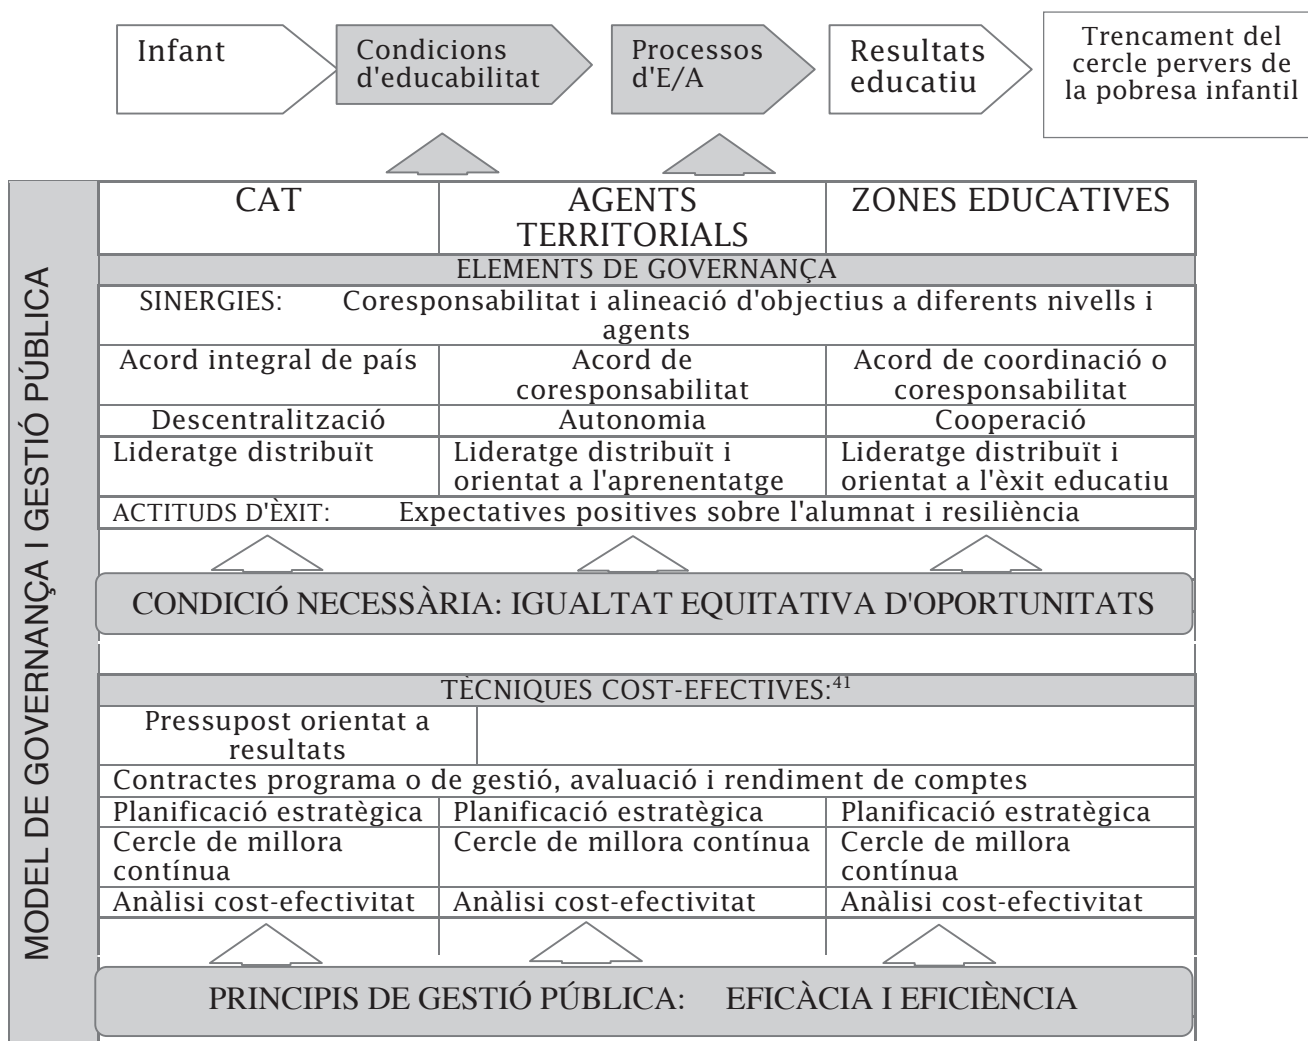 Infant
Condicions
d'educabilitat
Processos
d'E/A
Resultats
educatiu
Trencament del
cercle pervers de
la pobresa infantil
MODEL DE GOVERNANÇA I GESTIÓ PÚBLICA
CAT
AGENTS
TERRITORIALS
ZONES EDUCATIVES
ELEMENTS DE GOVERNANÇA
SINERGIES: Coresponsabilitat i alineació d'objectius a diferents nivells i
agents
Acord integral de país
Acord de
coresponsabilitat
Acord de coordinació o
coresponsabilitat
Descentralització
Autonomia
Cooperació
Lideratge distribuït
Lideratge distribuït i
orientat a l'aprenentatge
Lideratge distribuït i
orientat a l'èxit educatiu
ACTITUDS D'ÈXIT: Expectatives positives sobre l'alumnat i resiliència
CONDICIÓ NECESSÀRIA: IGUALTAT EQUITATIVA D'OPORTUNITATS
TÈCNIQUES COST-EFECTIVES:41
Pressupost orientat a
resultats
Contractes programa o de gestió, avaluació i rendiment de comptes
Planificació estratègica
Planificació estratègica
Planificació estratègica
Cercle de millora
contínua
Cercle de millora contínua
Cercle de millora
contínua
Anàlisi cost-efectivitat
Anàlisi cost-efectivitat
Anàlisi cost-efectivitat
PRINCIPIS DE GESTIÓ PÚBLICA: EFICÀCIA I EFICIÈNCIA